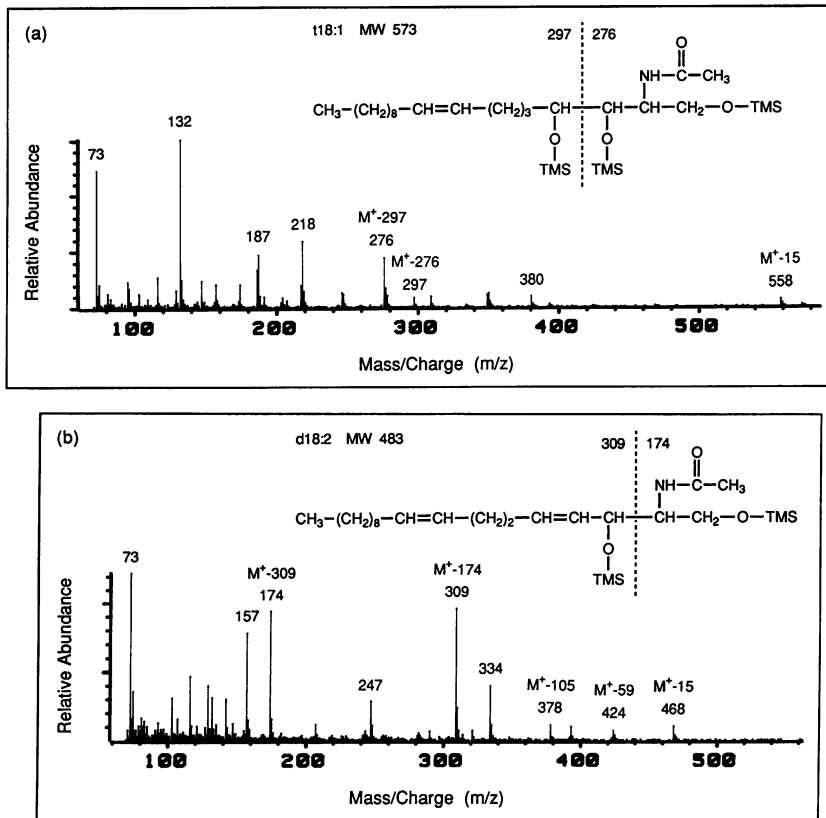 (a)
t18:1 MW 573
297 276
O
NH—C—CH₃
CH₃—(CH₂)₈—CH=CH—(CH₂)₃—CH—CH—CH—CH₂—O—TMS
O O
TMS TMS
Relative Abundance
73
132
187
218
M⁺-297
276
M⁺-276
297
380
M⁺-15
558
100 200 300 400 500
Mass/Charge (m/z)
(b)
d18:2 MW 483
309 174
O
NH—C—CH₃
CH₃—(CH₂)₈—CH=CH—(CH₂)₂—CH=CH—CH—CH—CH₂—O—TMS
O
TMS
Relative Abundance
73
157
M⁺-309
174
247
M⁺-174
309
334
M⁺-105
378
M⁺-59
424
M⁺-15
468
100 200 300 400 500
Mass/Charge (m/z)